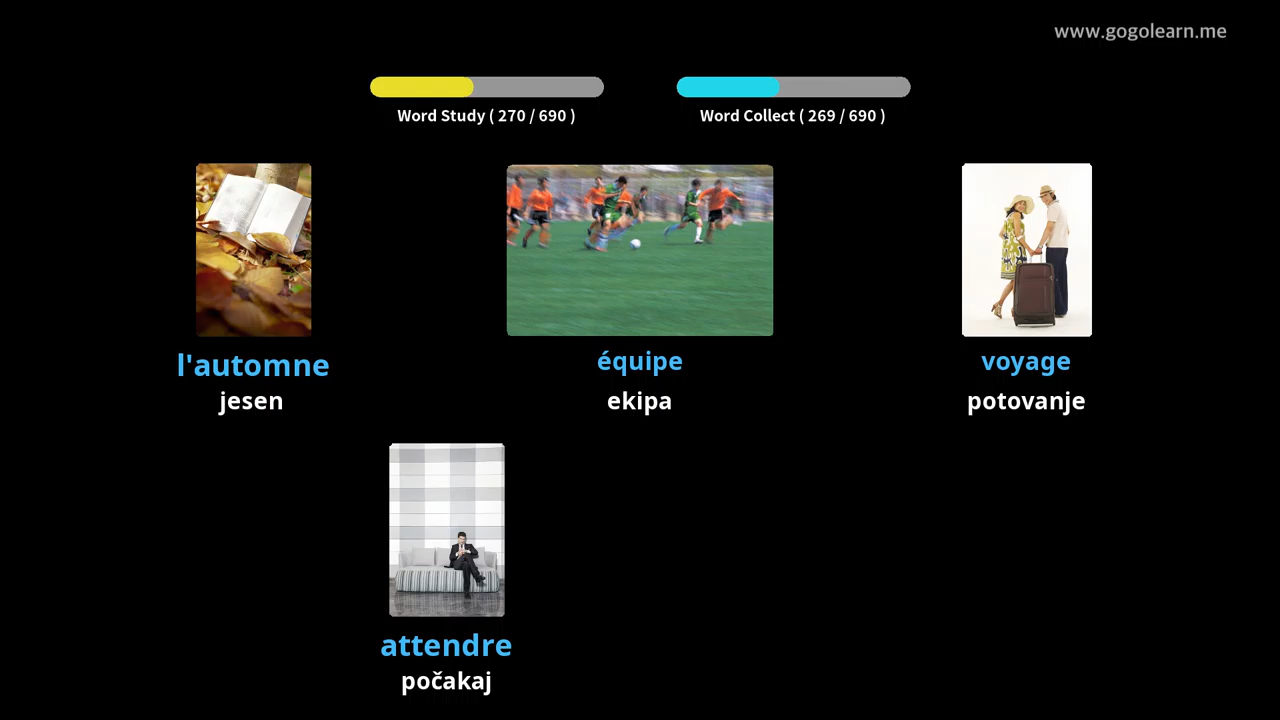 www.gogolearn.me
Word Study ( 270 / 690 )
Word Collect ( 269 / 690 )
l'automne
jesen
équipe
ekipa
voyage
potovanje
attendre
počakaj